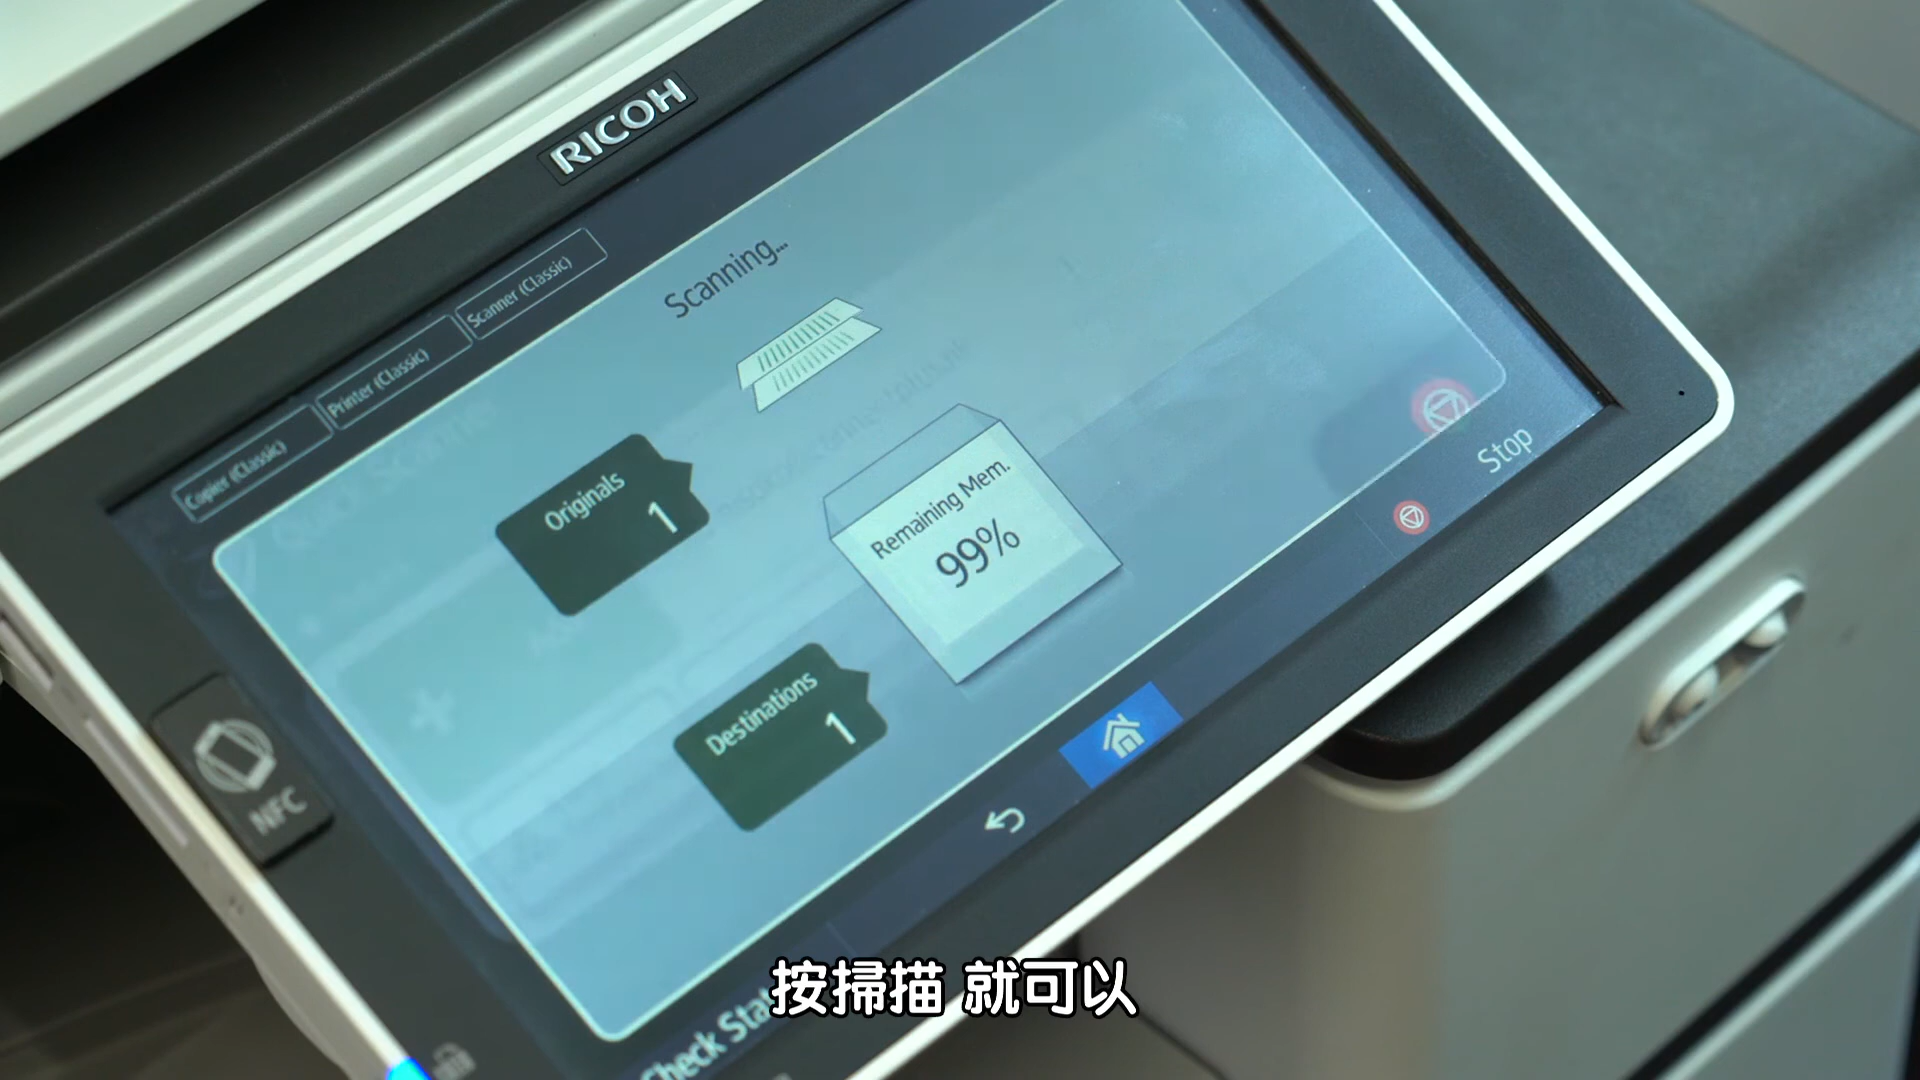 RICOH
Copier (Classic)
Printer (Classic)
Scanner (Classic)
Scanning...
Originals
1
Remaining Mem.
99%
Destinations
1
Stop
NFC
Check Stat
按掃描 就可以